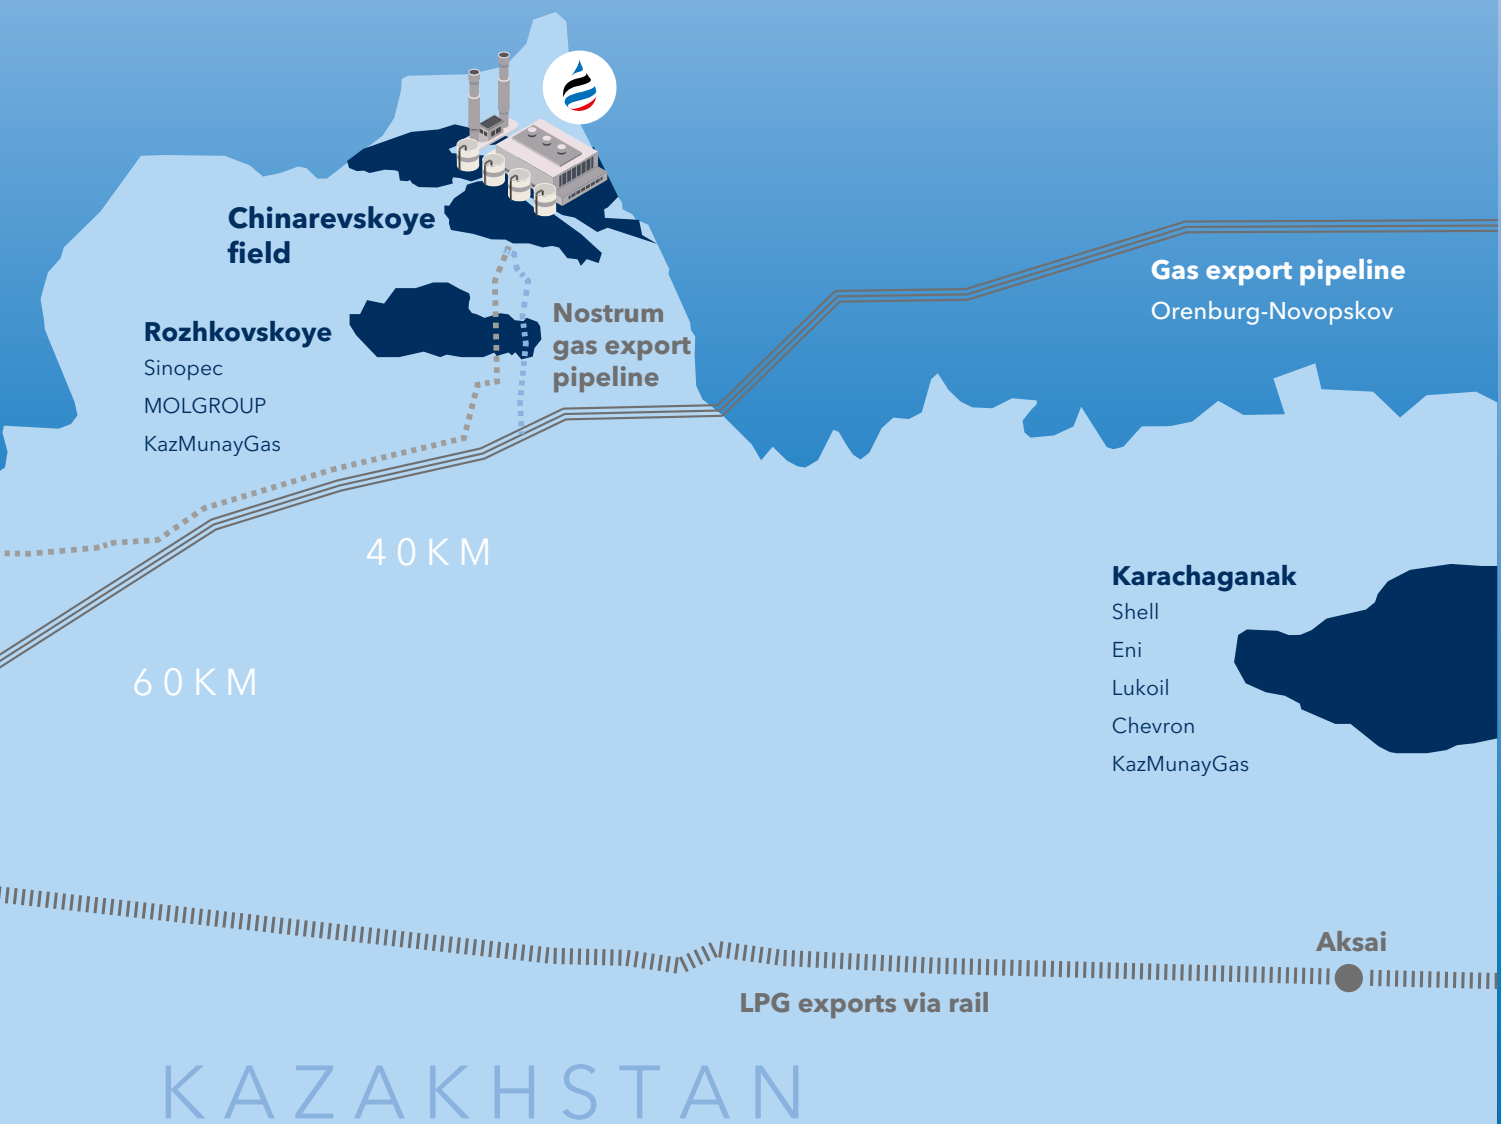 Chinarevskoye
field
Rozhkovskoye
Sinopec
MOLGROUP
KazMunayGas
Nostrum
gas export
pipeline
Gas export pipeline
Orenburg-Novopskov
40KM
60KM
Karachaganak
Shell
Eni
Lukoil
Chevron
KazMunayGas
Aksai
LPG exports via rail
KAZAKHSTAN